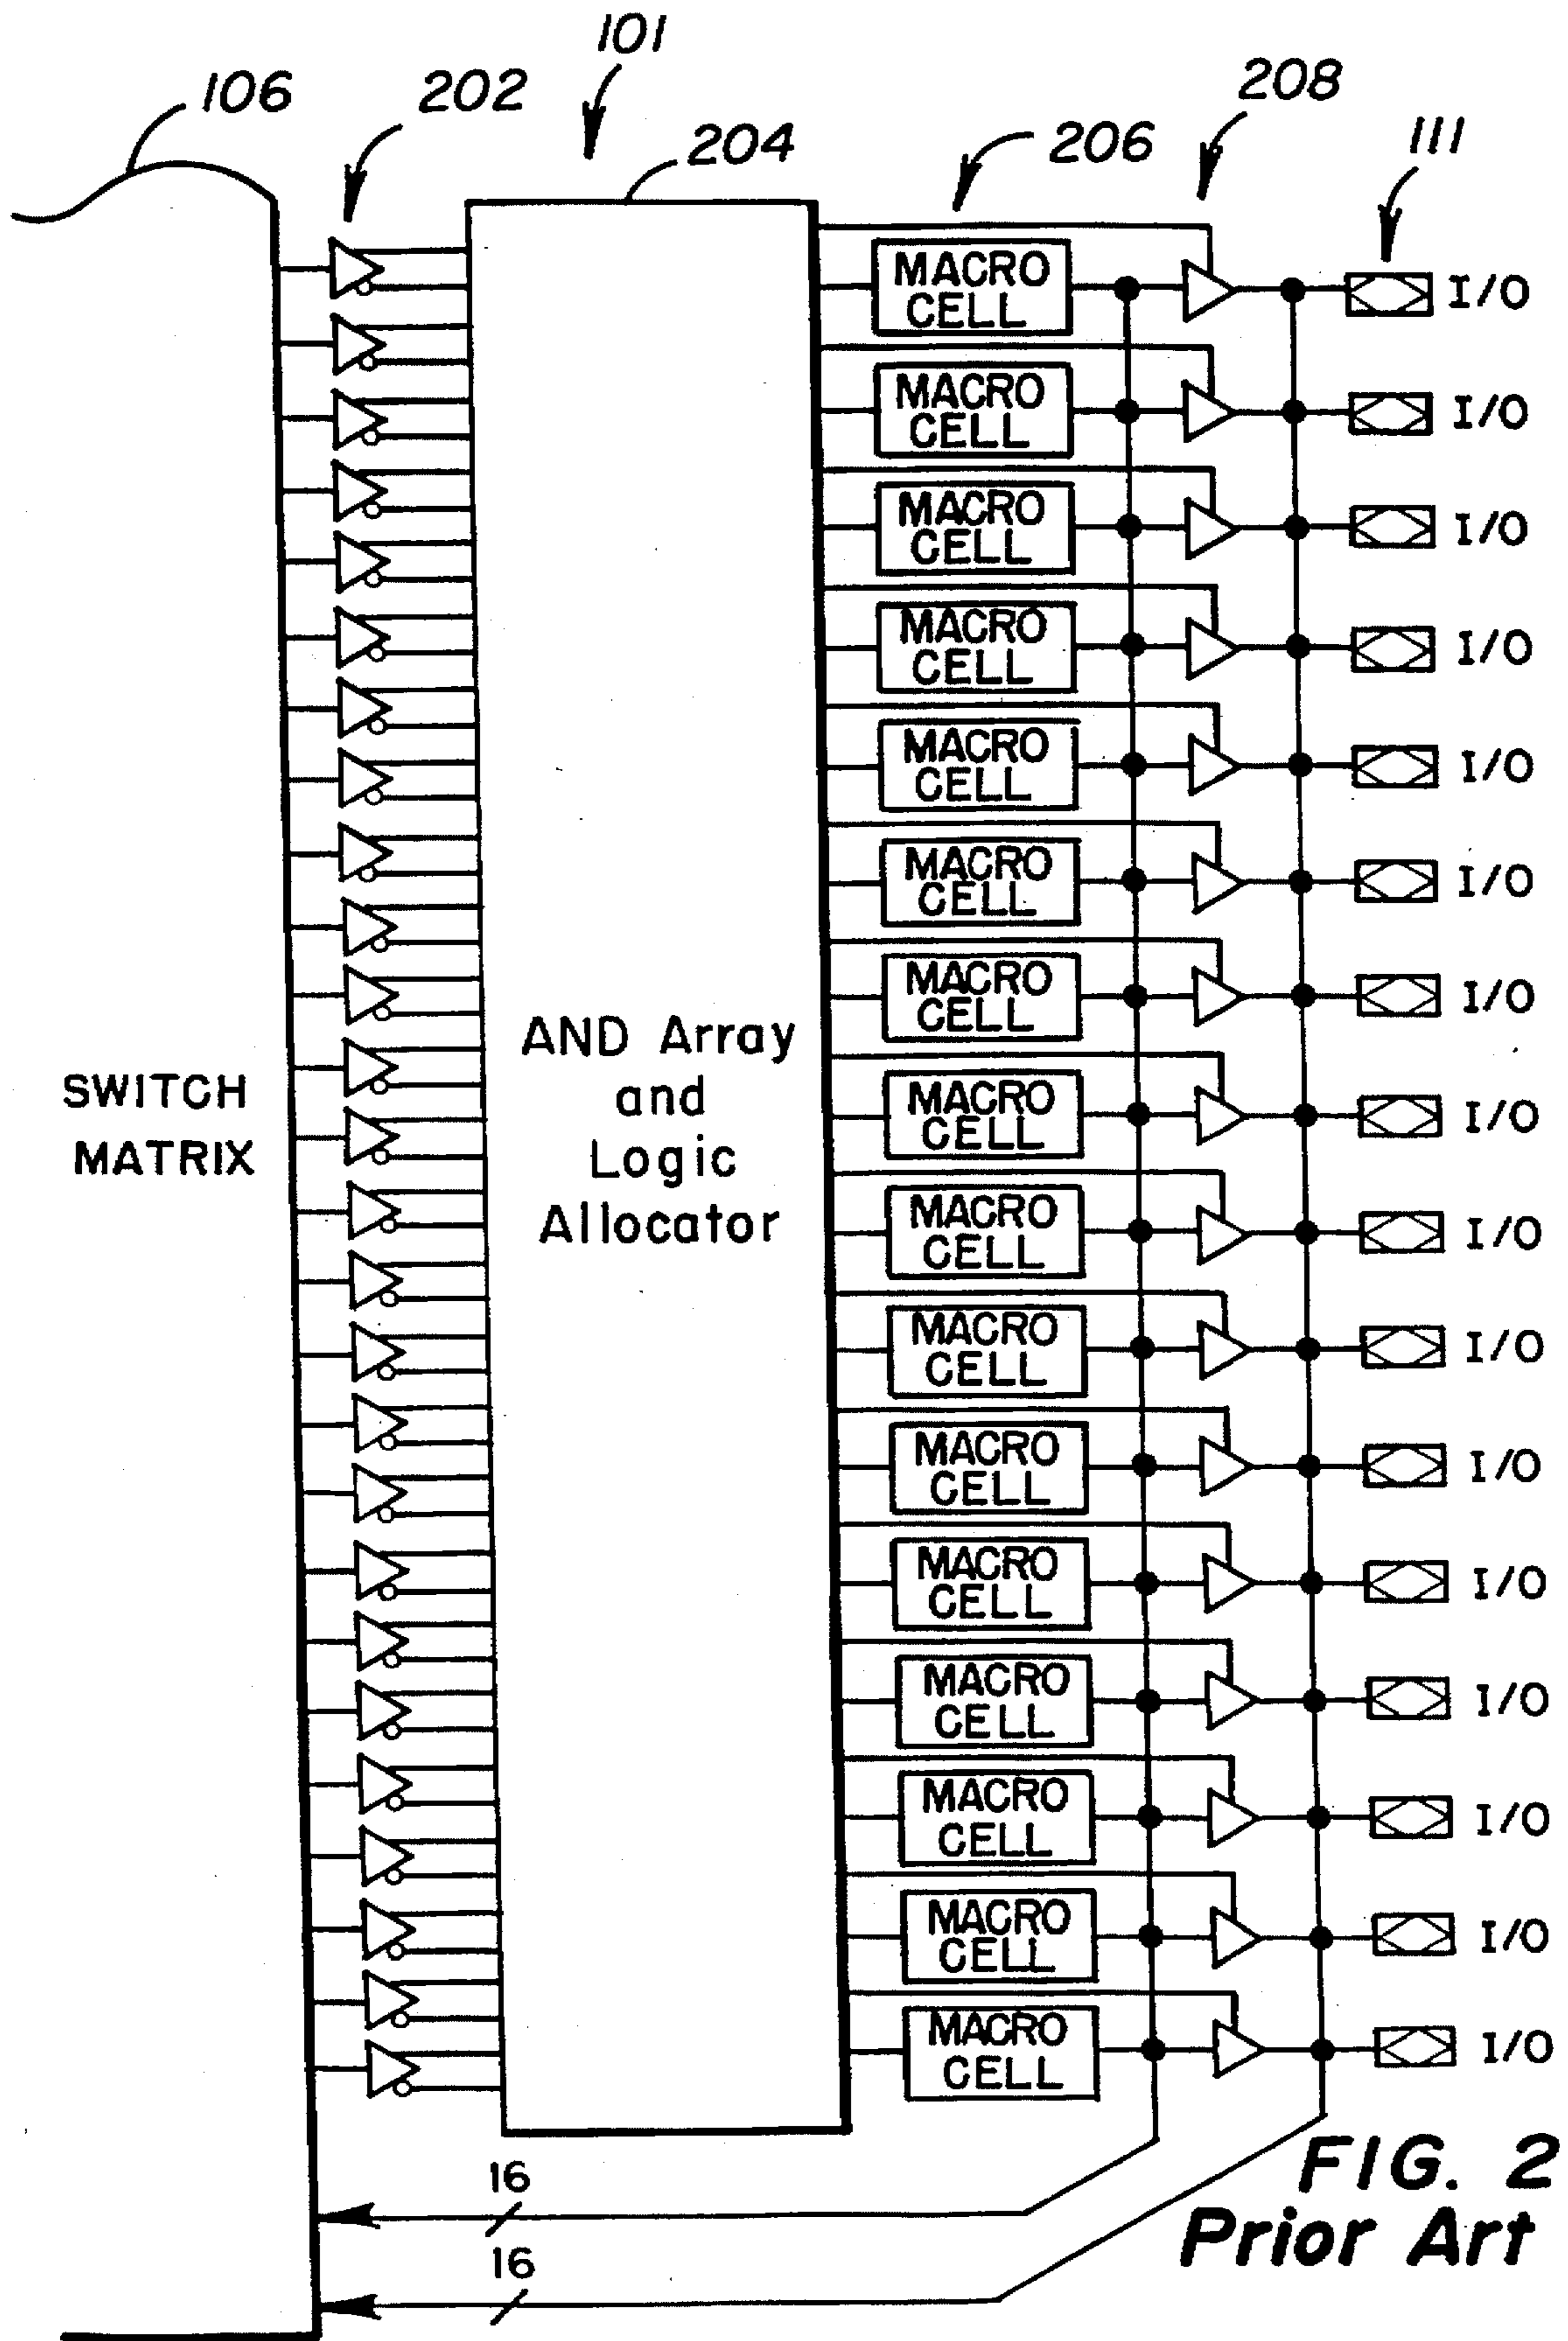 101
106
202
204
206
208
111
MACRO
CELL
I/O
MACRO
CELL
I/O
MACRO
CELL
I/O
MACRO
CELL
I/O
MACRO
CELL
I/O
MACRO
CELL
I/O
MACRO
CELL
I/O
MACRO
CELL
I/O
MACRO
CELL
I/O
MACRO
CELL
I/O
MACRO
CELL
I/O
MACRO
CELL
I/O
MACRO
CELL
I/O
MACRO
CELL
I/O
MACRO
CELL
I/O
MACRO
CELL
I/O
SWITCH
MATRIX
AND Array
and
Logic
Allocator
16
16
FIG. 2
Prior Art